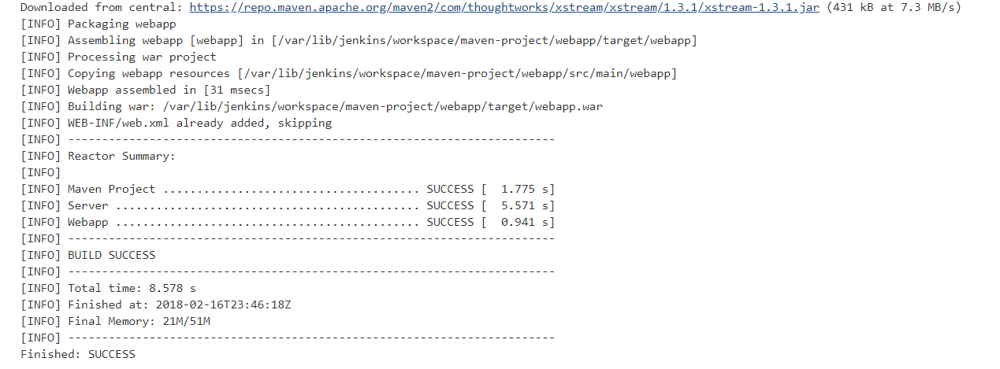 Downloaded from central: https://repo.maven.apache.org/maven2/com/thoughtworks/xstream/xstream/1.3.1/xstream-1.3.1.jar (431 kB at 7.3 MB/s)
[INFO] Packaging webapp
[INFO] Assembling webapp [webapp] in [/var/lib/jenkins/workspace/maven-project/webapp/target/webapp]
[INFO] Processing war project
[INFO] Copying webapp resources [/var/lib/jenkins/workspace/maven-project/webapp/src/main/webapp]
[INFO] Webapp assembled in [31 msecs]
[INFO] Building war: /var/lib/jenkins/workspace/maven-project/webapp/target/webapp.war
[INFO] WEB-INF/web.xml already added, skipping
[INFO] ------------------------------------------------------------------------
[INFO] Reactor Summary:
[INFO]
[INFO] Maven Project ...................................... SUCCESS [  1.775 s]
[INFO] Server ............................................. SUCCESS [  5.571 s]
[INFO] Webapp ............................................. SUCCESS [  0.941 s]
[INFO] ------------------------------------------------------------------------
[INFO] BUILD SUCCESS
[INFO] ------------------------------------------------------------------------
[INFO] Total time: 8.578 s
[INFO] Finished at: 2018-02-16T23:46:18Z
[INFO] Final Memory: 21M/51M
[INFO] ------------------------------------------------------------------------
Finished: SUCCESS